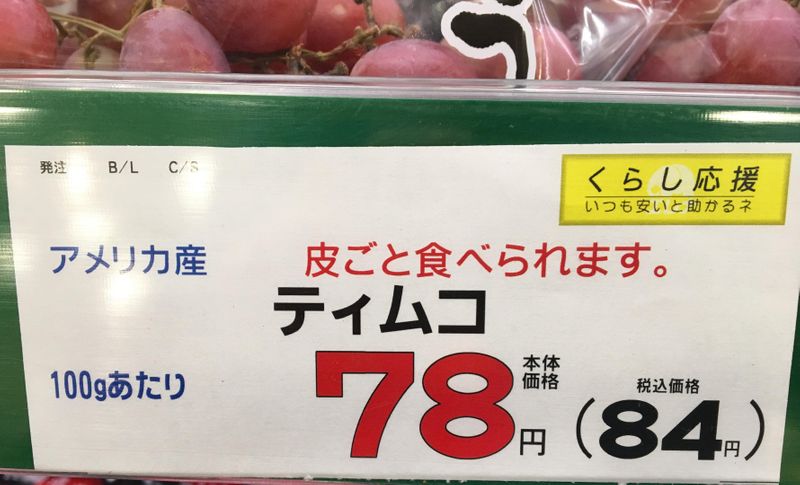 発注 B/L C/S
くらし応援
いつも安いと助かるネ
アメリカ産
皮ごと食べられます。
ティムコ
100gあたり
78円
本体
価格
税込価格
(84円)